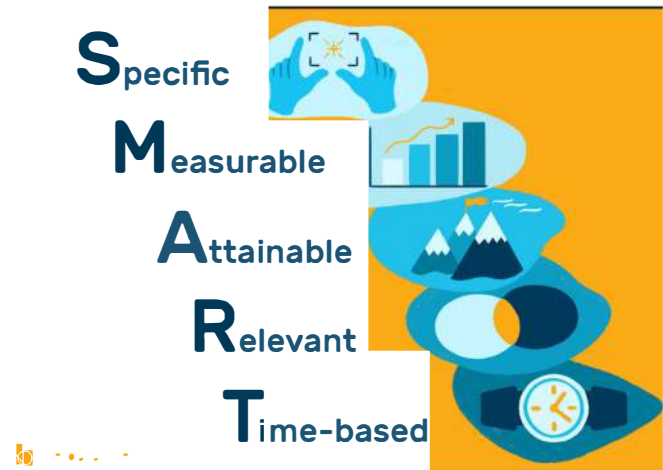 Specific
Measurable
Attainable
Relevant
Time-based